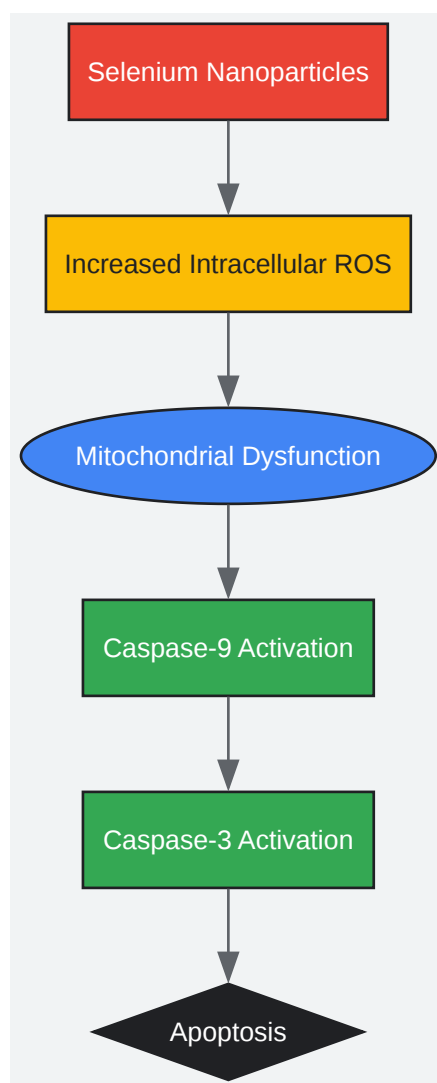 Selenium Nanoparticles
Increased Intracellular ROS
Mitochondrial Dysfunction
Caspase-9 Activation
Caspase-3 Activation
Apoptosis